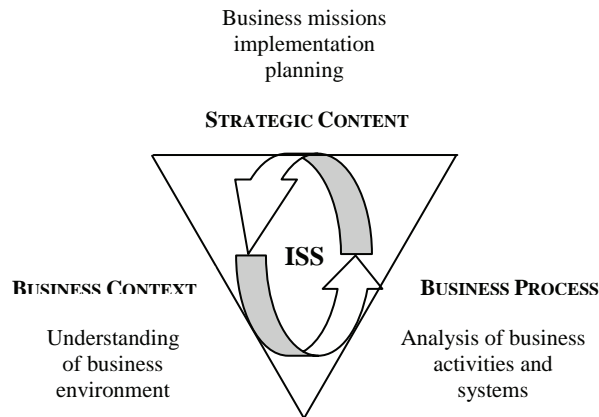 Business missions
implementation
planning
STRATEGIC CONTENT
ISS
BUSINESS CONTEXT
Understanding
of business
environment
BUSINESS PROCESS
Analysis of business
activities and
systems